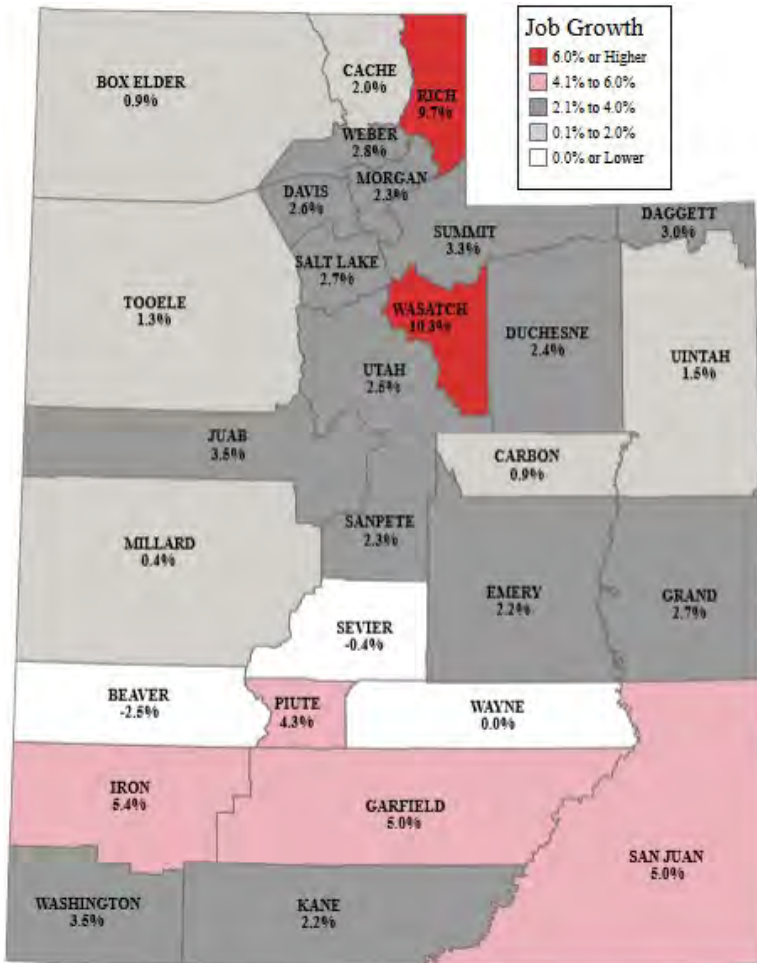 Job Growth
6.0% or Higher
4.1% to 6.0%
2.1% to 4.0%
0.1% to 2.0%
0.0% or Lower
BOX ELDER
0.9%
CACHE
2.0%
RICH
9.7%
WEBER
2.8%
MORGAN
2.3%
DAVIS
2.6%
SUMMIT
3.3%
DAGGETT
3.0%
SALT LAKE
2.7%
TOOELE
1.3%
WASATCH
10.3%
DUCHESNE
2.4%
UINTAH
1.5%
UTAH
2.5%
JUAB
3.5%
CARBON
0.9%
SANPETE
2.3%
MILLARD
0.4%
EMERY
2.2%
GRAND
2.7%
SEVIER
-0.4%
BEAVER
-2.5%
PIUTE
4.3%
WAYNE
0.0%
IRON
5.4%
GARFIELD
5.0%
SAN JUAN
5.0%
WASHINGTON
3.5%
KANE
2.2%